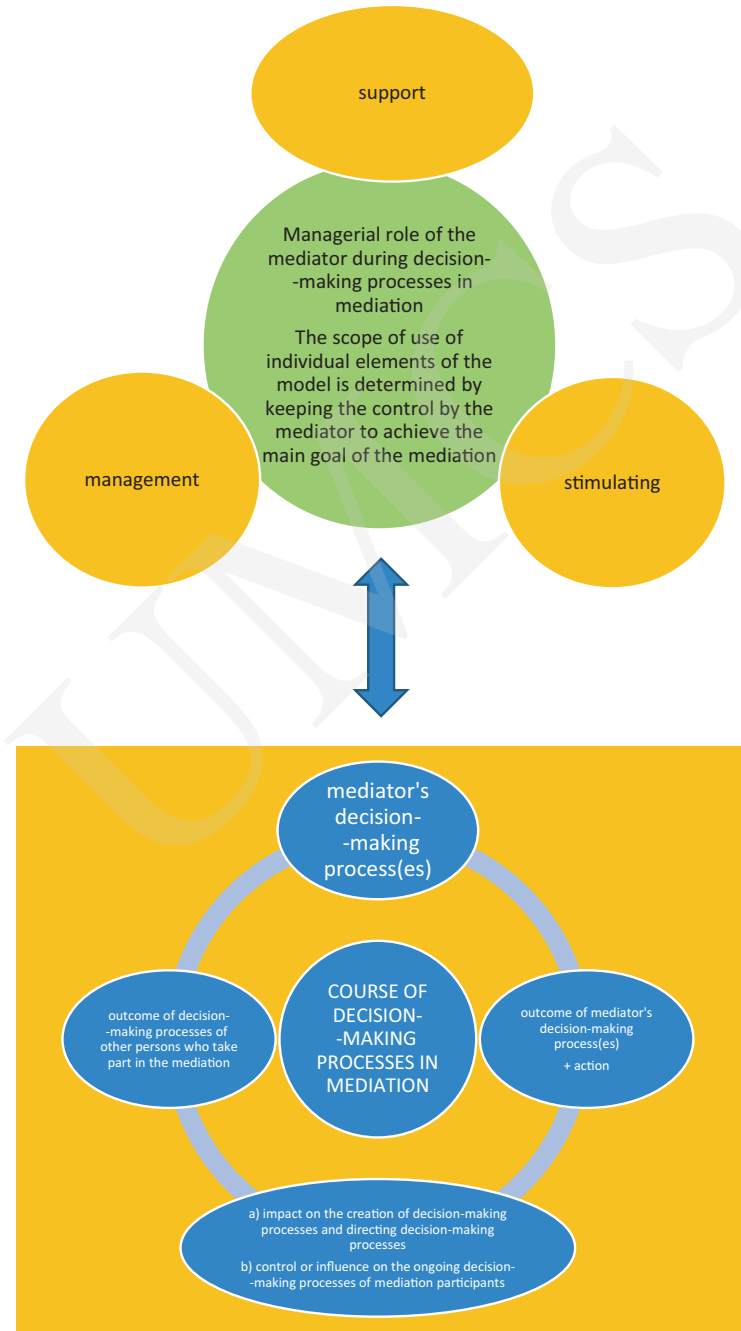 support
Managerial role of the
mediator during decision-
-making processes in
mediation
The scope of use of
individual elements of the
model is determined by
keeping the control by the
mediator to achieve the
main goal of the mediation
management
stimulating
UMCS
mediator's
decision-
-making
process(es)
outcome of decision-
-making processes of
other persons who take
part in the mediation
COURSE OF
DECISION-
-MAKING
PROCESSES IN
MEDIATION
outcome of mediator's
decision-making
process(es)
+ action
a) impact on the creation of decision-making
processes and directing decision-making
processes
b) control or influence on the ongoing decision-
-making processes of mediation participants